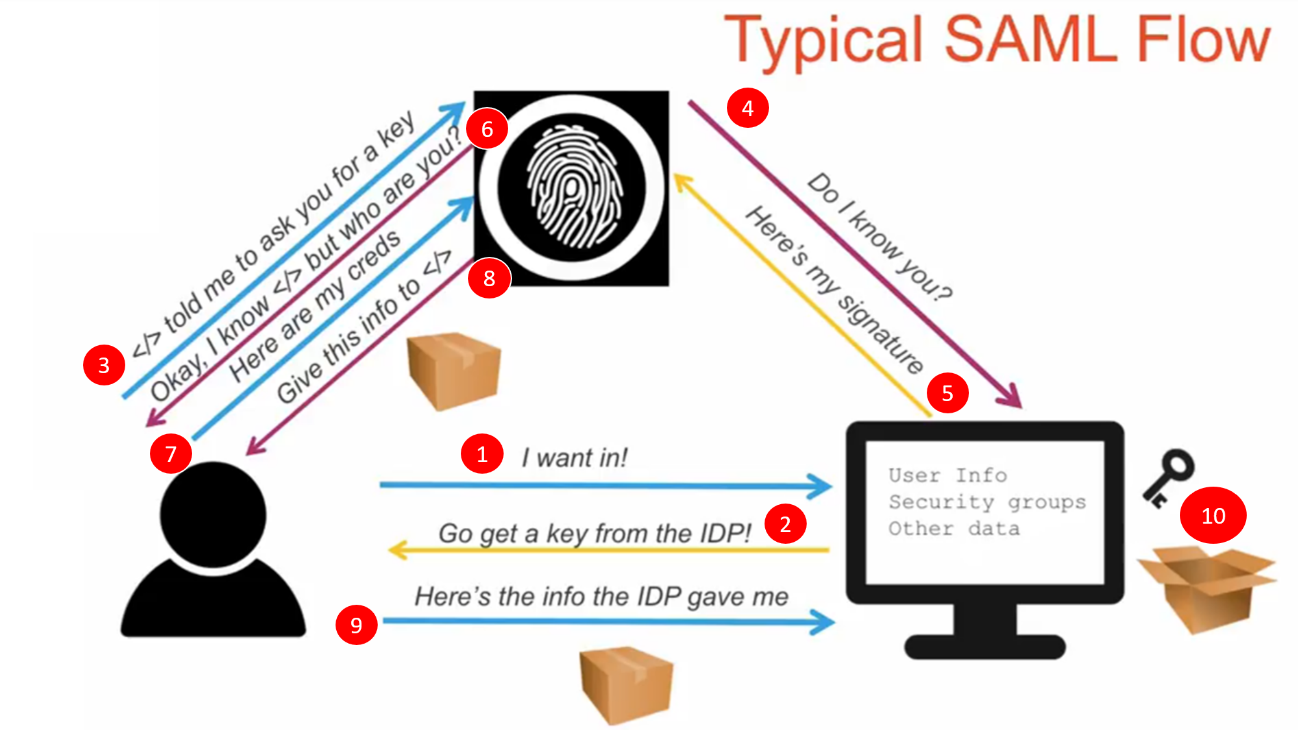 Typical SAML Flow
4
6
</> told me to ask you for a key
Okay, I know </> but who are you?
Here are my creds
Give this info to </>
Do I know you?
Here's my signature
8
3
5
7
1
I want in!
User Info
Security groups
Other data
10
Go get a key from the IDP!
2
Here's the info the IDP gave me
9